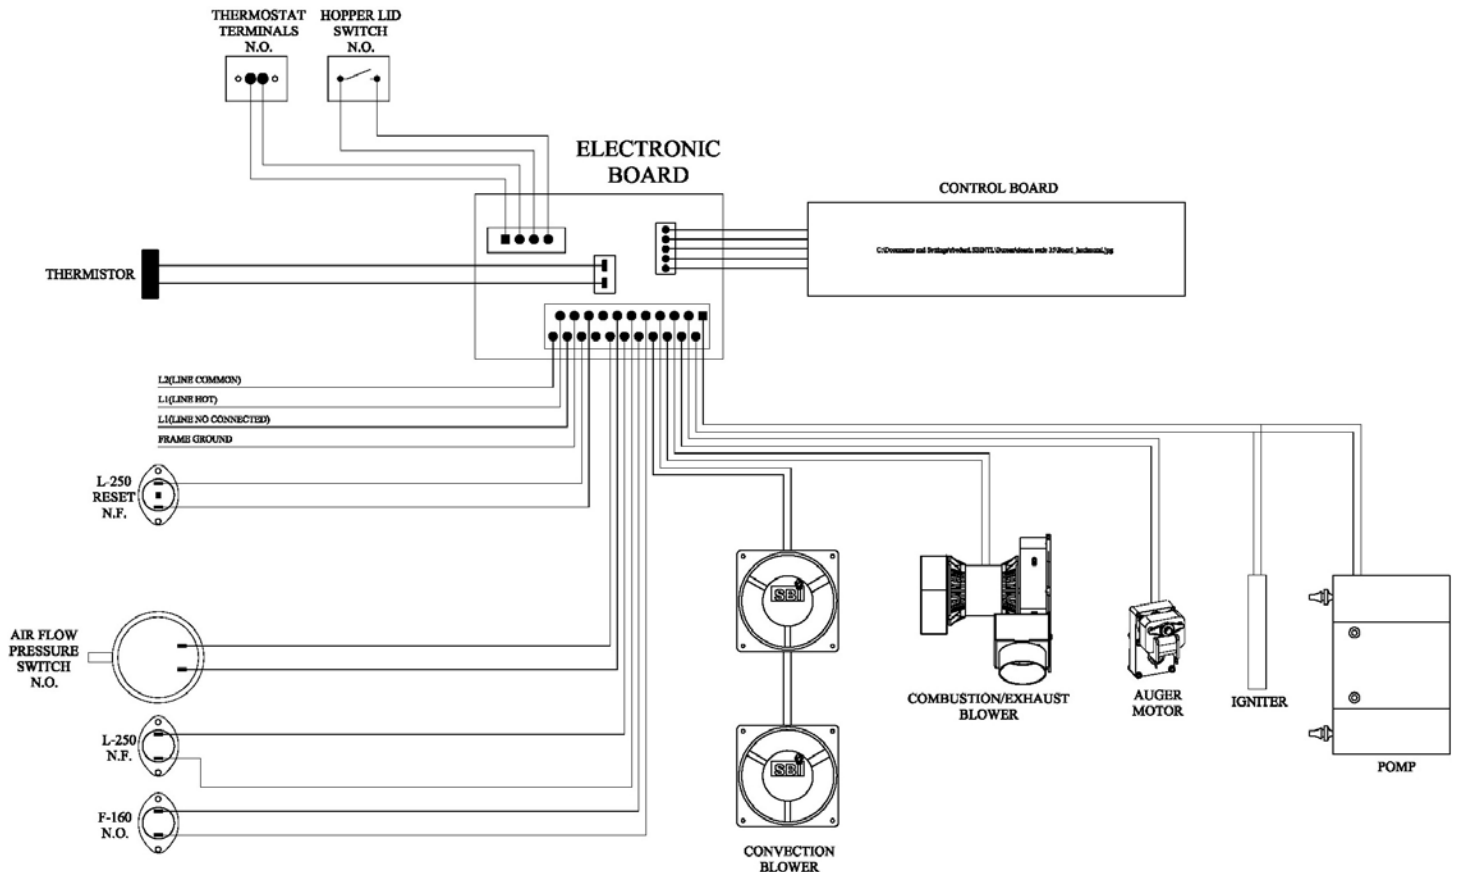 THERMOSTAT
TERMINALS
N.O.
HOPPER LID
SWITCH
N.O.
ELECTRONIC
BOARD
CONTROL BOARD
THERMISTOR
L2(LINE COMMON)
L1(LINE HOT)
L1(LINE NO CONNECTED)
FRAME GROUND
L-250
RESET
N.F.
AIR FLOW
PRESSURE
SWITCH
N.O.
L-250
N.F.
F-160
N.O.
SBI
SBI
CONVECTION
BLOWER
COMBUSTION/EXHAUST
BLOWER
AUGER
MOTOR
IGNITER
POMP